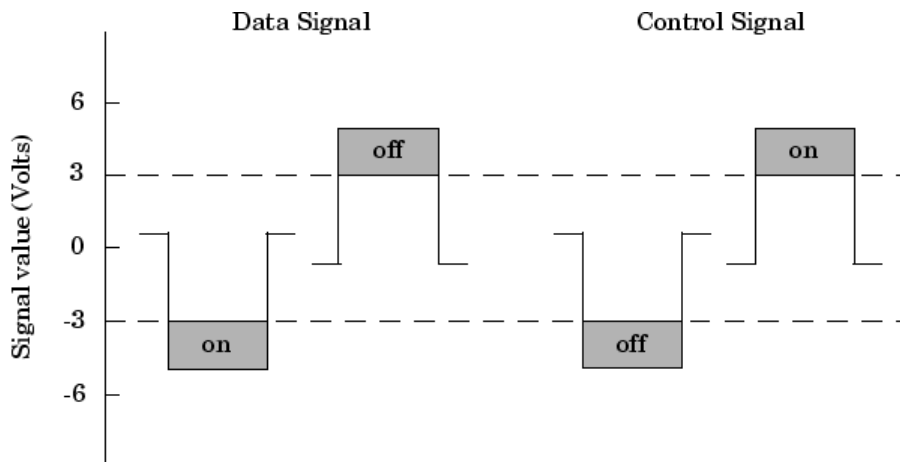 Data Signal
Control Signal
Signal value (Volts)
6
3
0
-3
-6
off
on
on
off